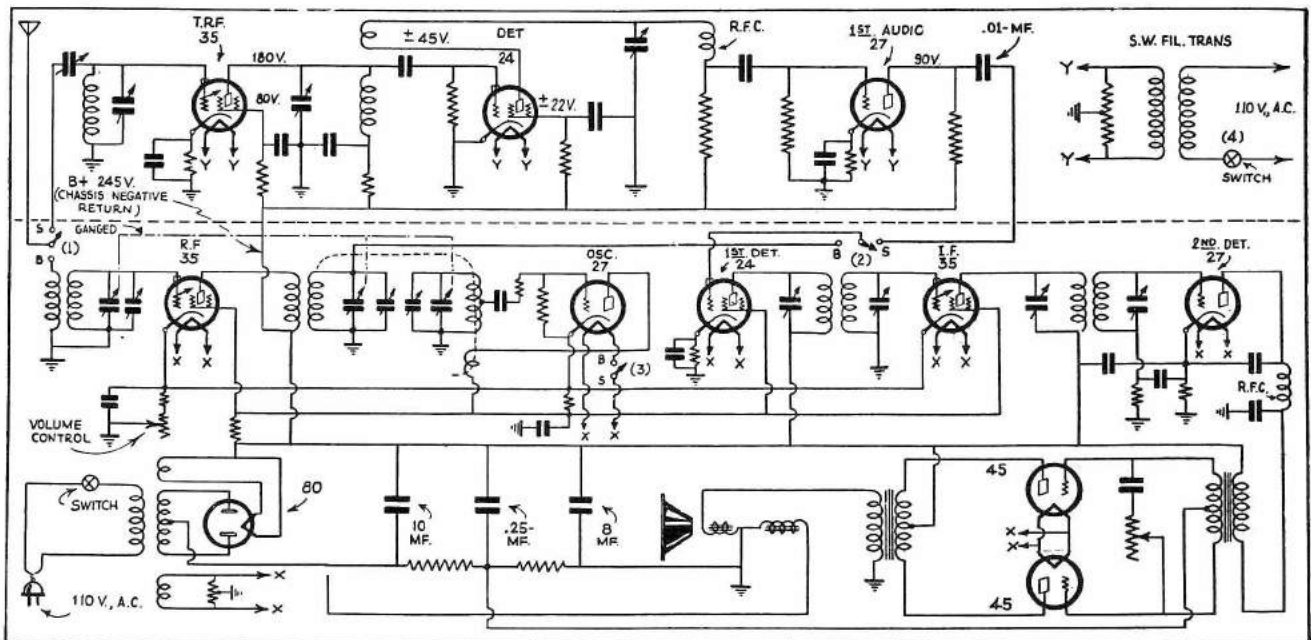 T.R.F.
35
± 45V.
DET
24
R.F.C.
1ST. AUDIO
27
.01-MF.
S.W. FIL. TRANS
180V.
80V.
± 22V.
90V.
Y
Y
Y
Y
Y
Y
Y
Y
110 V., A.C.
(4)
SWITCH
B+ 245 V.
(CHASSIS NEGATIVE
RETURN)
S
(1)
B
GANGED
R.F
35
OSC.
27
B
S
(3)
1ST DET.
24
B
(2)
S
I.F.
35
2ND. DET.
27
X
X
X
X
X
X
X
X
X
X
R.F.C.
VOLUME
CONTROL
SWITCH
80
10
MF.
.25-
MF.
8
MF.
45
X
X
45
110 V., A.C.
X
X